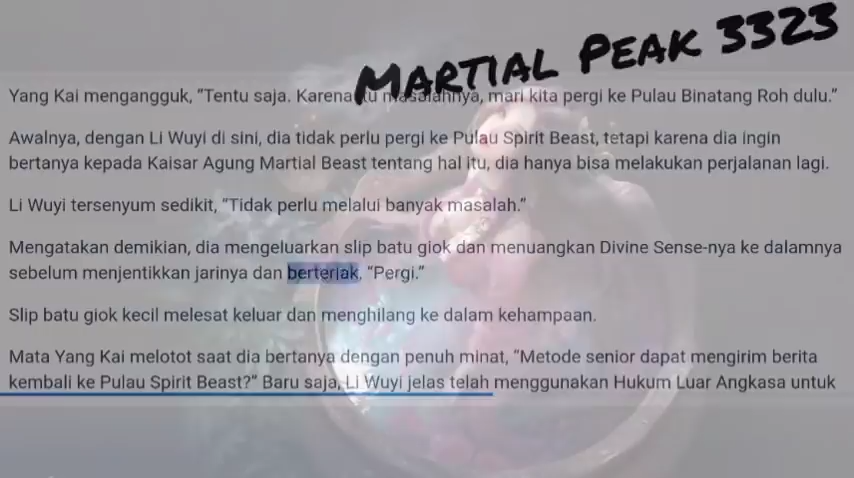 MARTIAL PEAK 3323
Yang Kai mengangguk, “Tentu saja. Karena itu masalahnya, mari kita pergi ke Pulau Binatang Roh dulu.”
Awalnya, dengan Li Wuyi di sini, dia tidak perlu pergi ke Pulau Spirit Beast, tetapi karena dia ingin
bertanya kepada Kaisar Agung Martial Beast tentang hal itu, dia hanya bisa melakukan perjalanan lagi.
Li Wuyi tersenyum sedikit, “Tidak perlu melalui banyak masalah.”
Mengatakan demikian, dia mengeluarkan slip batu giok dan menuangkan Divine Sense-nya ke dalamnya
sebelum menjentikkan jarinya dan berteriak, “Pergi.”
Slip batu giok kecil melesat keluar dan menghilang ke dalam kehampaan.
Mata Yang Kai melotot saat dia bertanya dengan penuh minat, “Metode senior dapat mengirim berita
kembali ke Pulau Spirit Beast?” Baru saja, Li Wuyi jelas telah menggunakan Hukum Luar Angkasa untuk